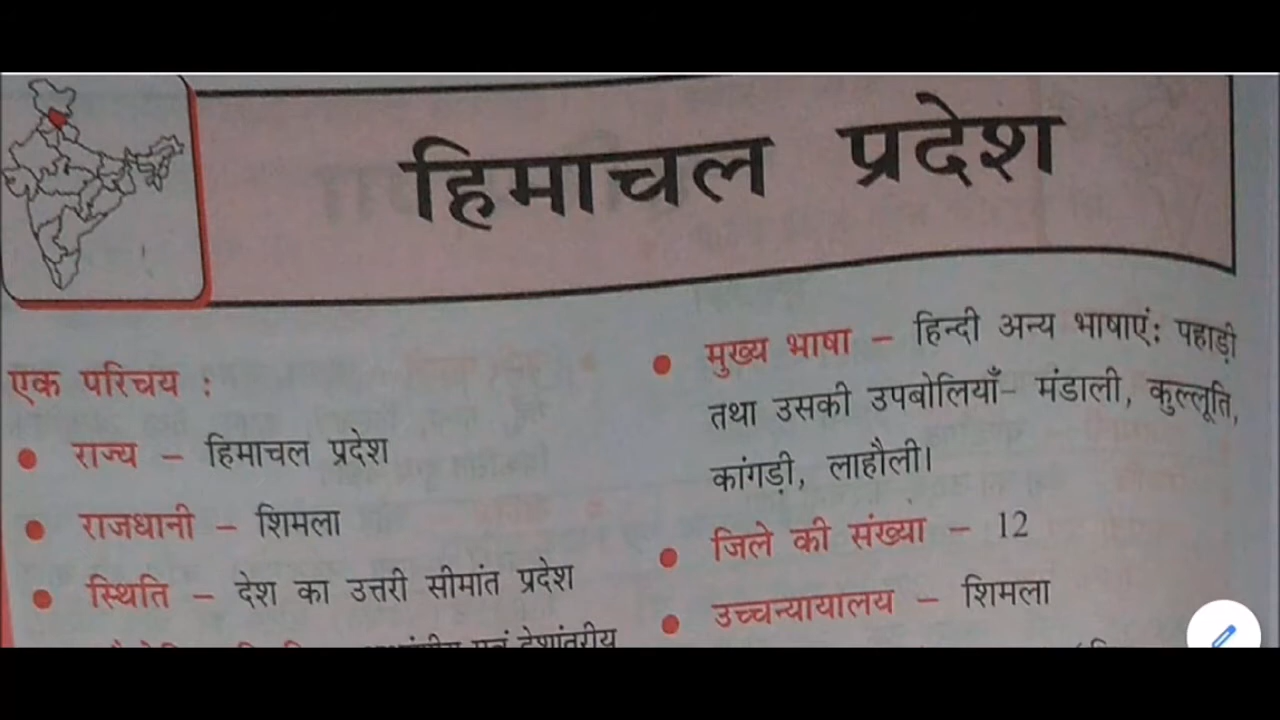 हिमाचल प्रदेश
एक परिचय :
राज्य – हिमाचल प्रदेश
राजधानी – शिमला
स्थिति – देश का उत्तरी सीमांत प्रदेश
मुख्य भाषा – हिन्दी अन्य भाषाएं: पहाड़ी
तथा उसकी उपबोलियाँ– मंडाली, कुल्लूति,
कांगड़ी, लाहौली।
जिले की संख्या – 12
उच्चन्यायालय – शिमला